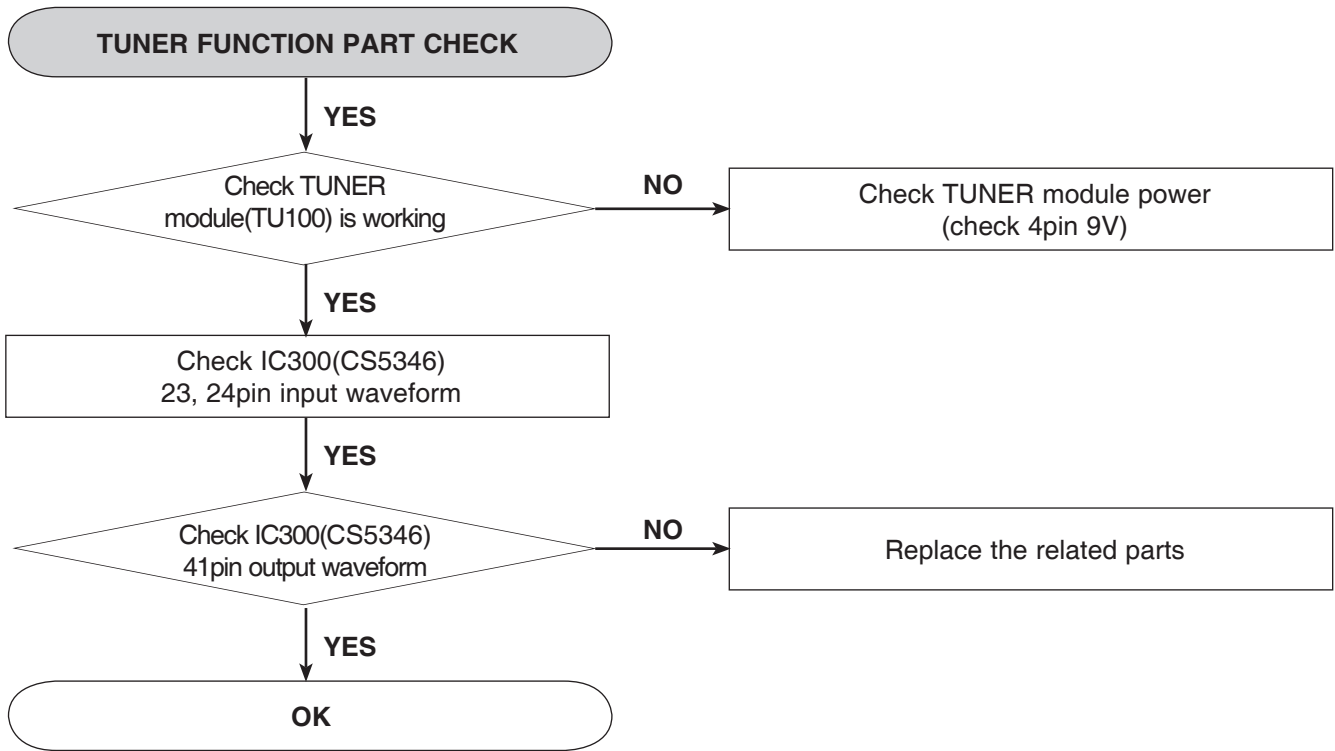 TUNER FUNCTION PART CHECK
YES
Check TUNER
module(TU100) is working
NO
Check TUNER module power
(check 4pin 9V)
YES
Check IC300(CS5346)
23, 24pin input waveform
YES
Check IC300(CS5346)
41pin output waveform
NO
Replace the related parts
YES
OK